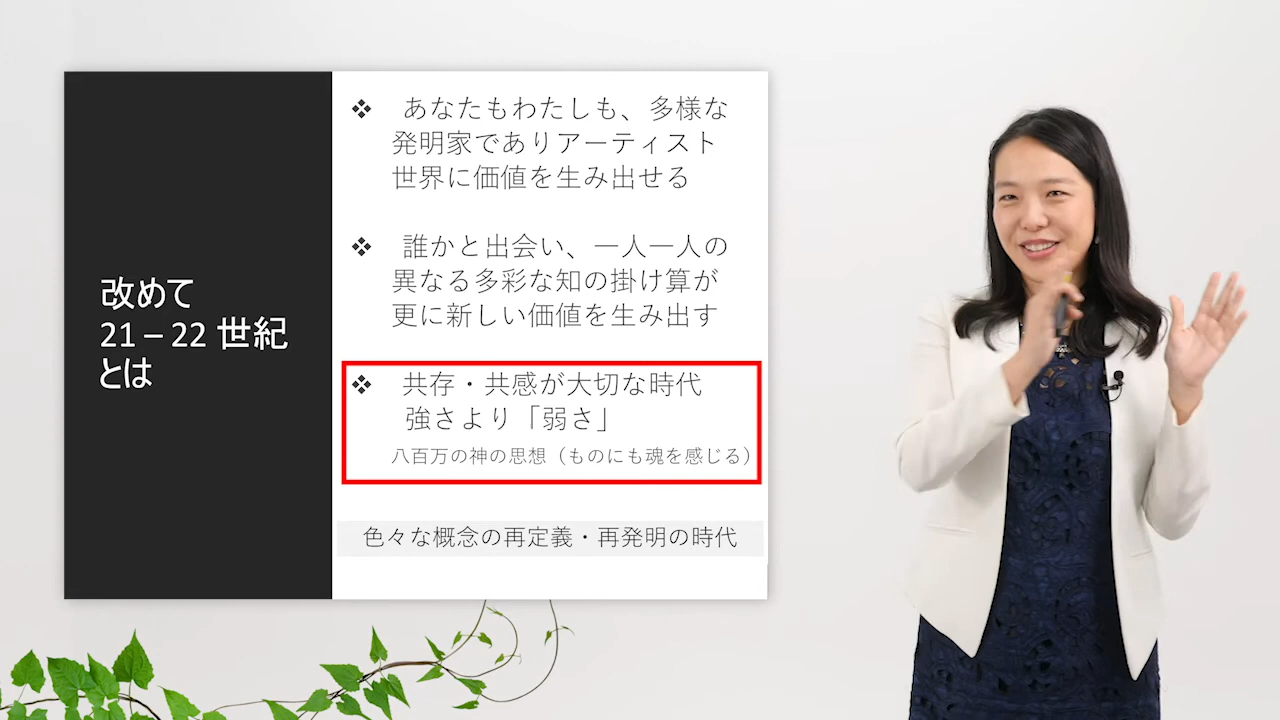 改めて
21 – 22 世紀
とは
❖ あなたもわたしも、多様な
発明家でありアーティスト
世界に価値を生み出せる
❖ 誰かと出会い、一人一人の
異なる多彩な知の掛け算が
更に新しい価値を生み出す
❖ 共存・共感が大切な時代
強さより「弱さ」
八百万の神の思想（ものにも魂を感じる）
色々な概念の再定義・再発明の時代